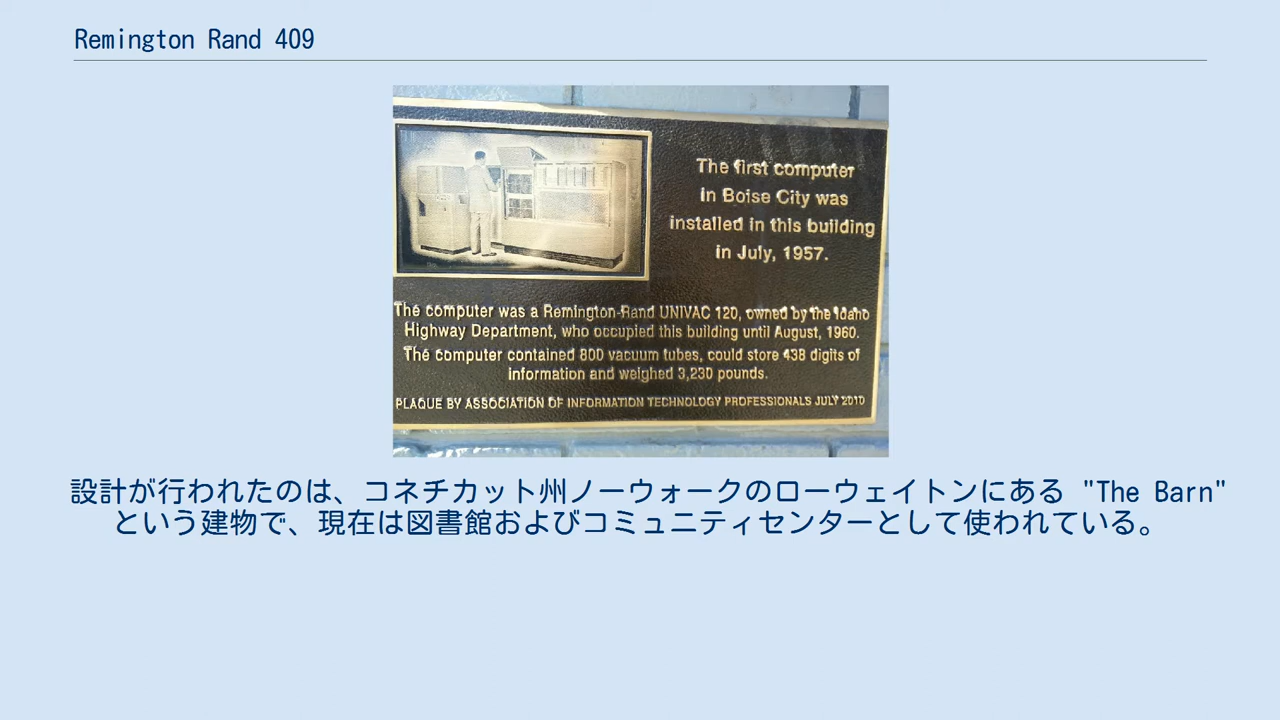 Remington Rand 409
The first computer
in Boise City was
installed in this building
in July, 1957.
The computer was a Remington-Rand UNIVAC 120, owned by the Idaho
Highway Department, who occupied this building until August, 1960.
The computer contained 800 vacuum tubes, could store 438 digits of
information and weighed 3,230 pounds.
PLAQUE BY ASSOCIATION OF INFORMATION TECHNOLOGY PROFESSIONALS JULY 2010
設計が行われたのは、コネチカット州ノーウォークのローウェイトンにある "The Barn"
という建物で、現在は図書館およびコミュニティセンターとして使われている。